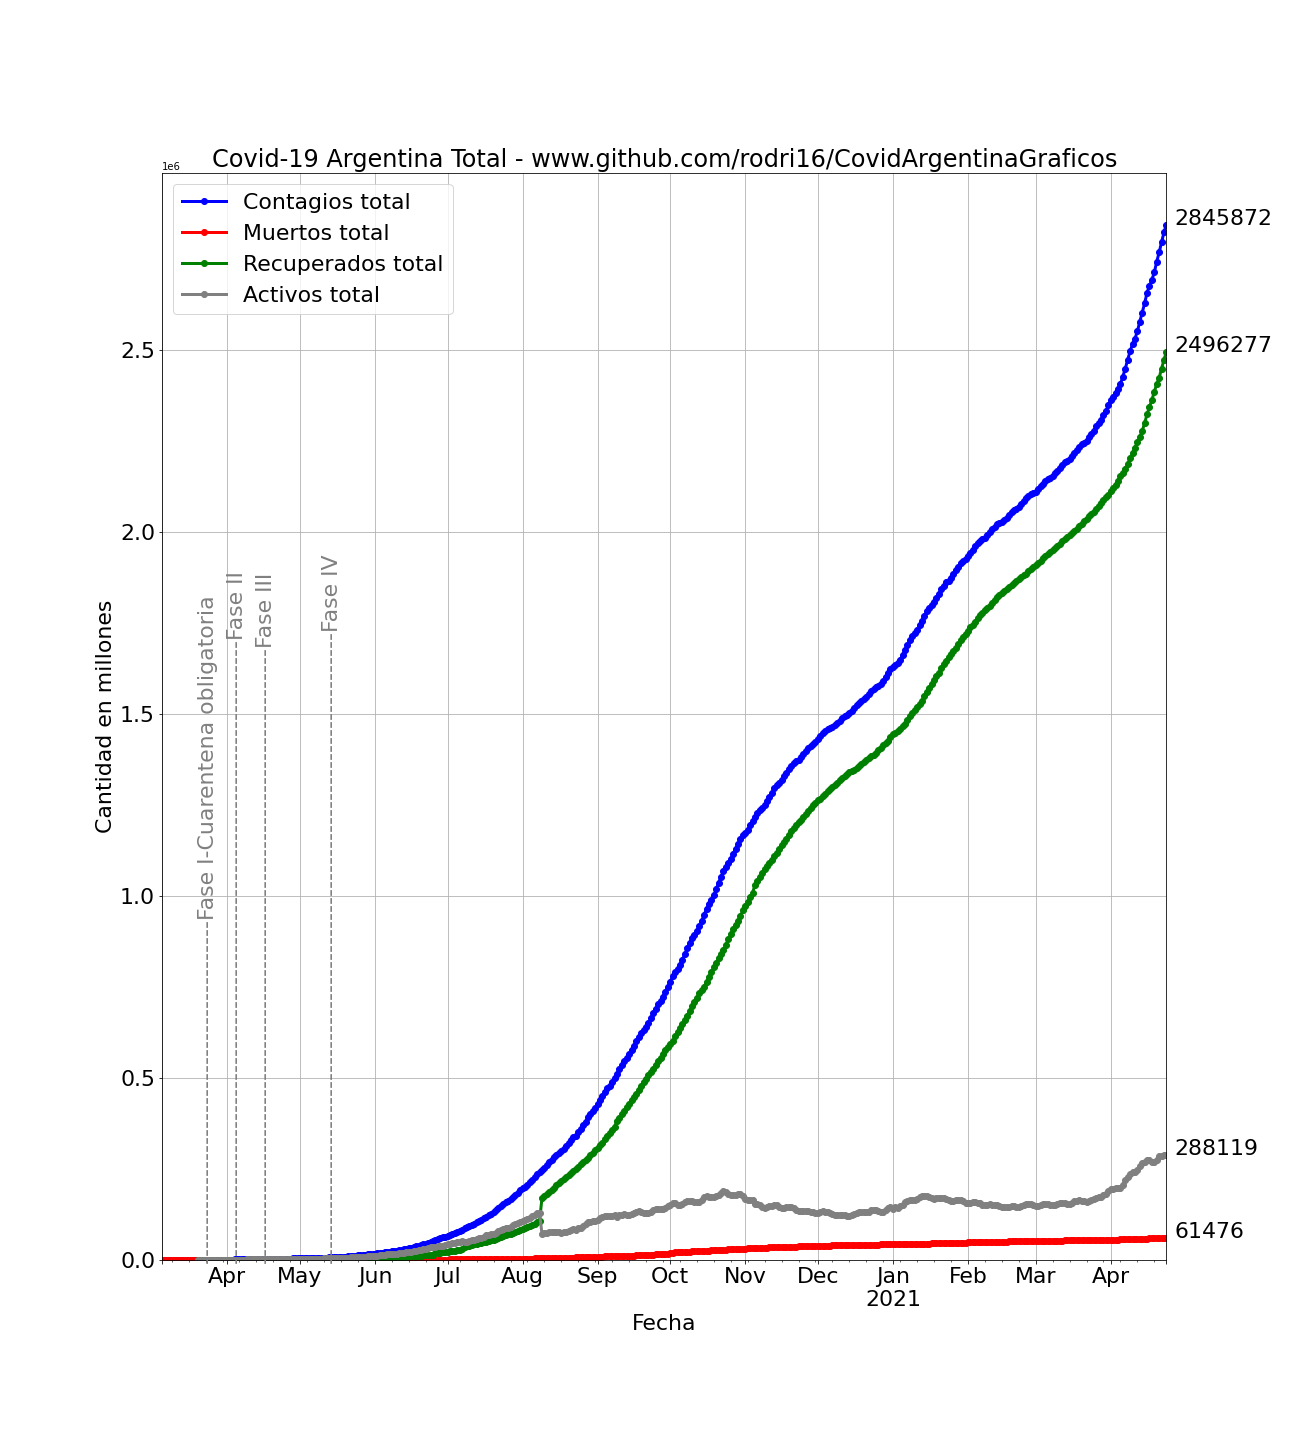 Covid-19 Argentina Total - www.github.com/rodri16/CovidArgentinaGraficos
1e6
Contagios total
Muertos total
Recuperados total
Activos total
2845872
2496277
288119
61476
2.5
2.0
1.5
1.0
0.5
0.0
Cantidad en millones
Fase I-Cuarentena obligatoria
Fase II
Fase III
Fase IV
Apr May Jun Jul Aug Sep Oct Nov Dec Jan Feb Mar Apr
2021
Fecha